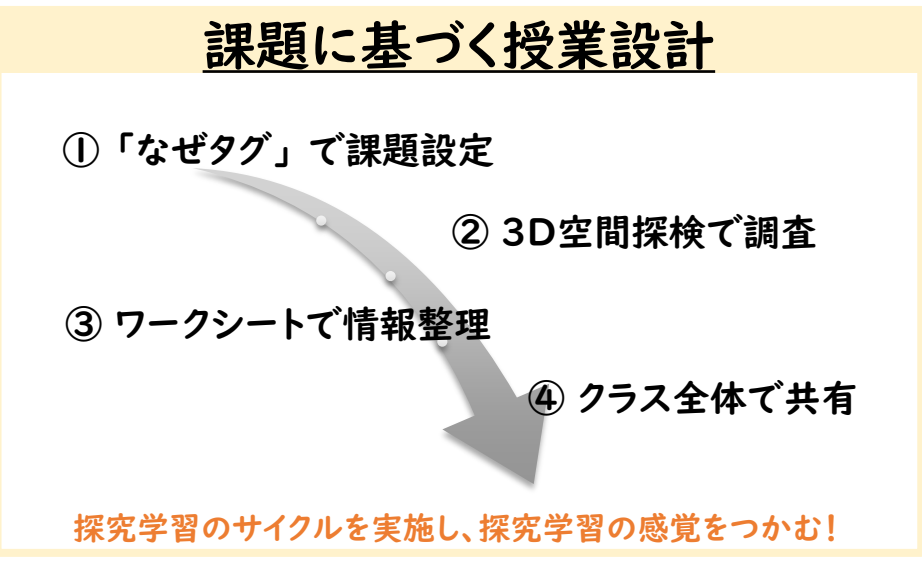 課題に基づく授業設計
①「なぜタグ」で課題設定
② 3D空間探検で調査
③ ワークシートで情報整理
④ クラス全体で共有
探究学習のサイクルを実施し、探究学習の感覚をつかむ!